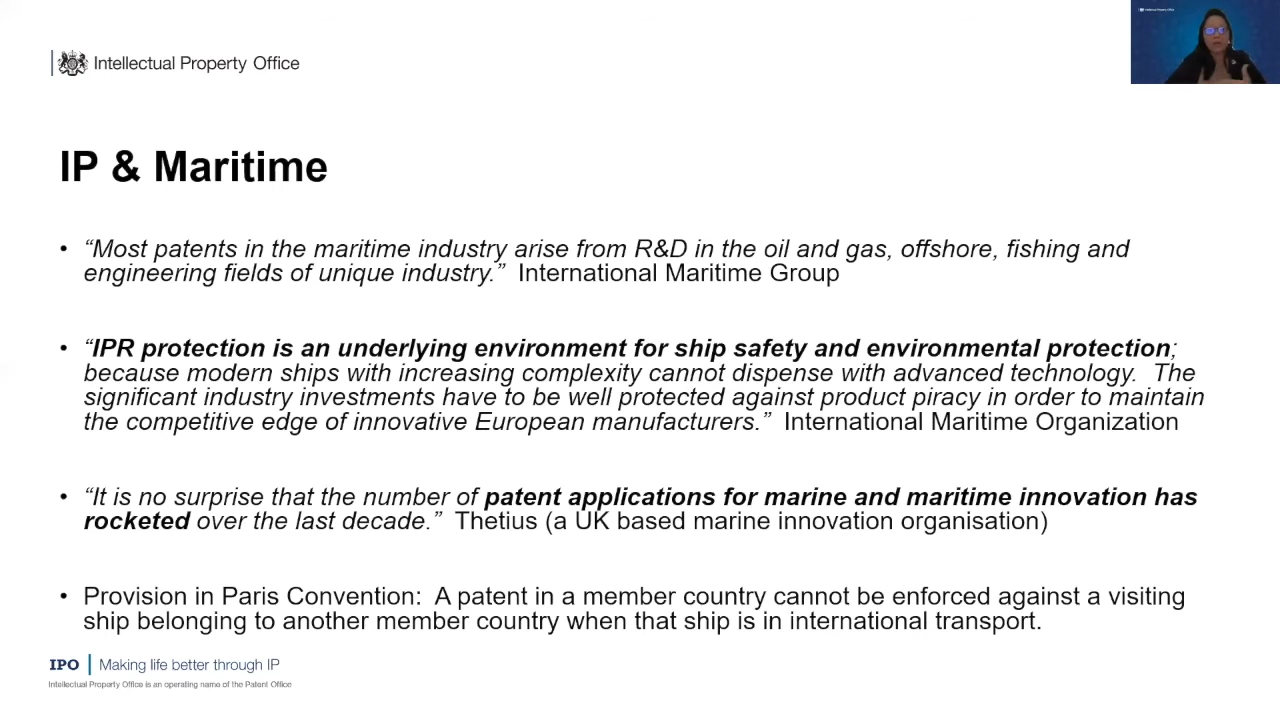 Intellectual Property Office
IP & Maritime
• “Most patents in the maritime industry arise from R&D in the oil and gas, offshore, fishing and
engineering fields of unique industry.” International Maritime Group
• “IPR protection is an underlying environment for ship safety and environmental protection;
because modern ships with increasing complexity cannot dispense with advanced technology. The
significant industry investments have to be well protected against product piracy in order to maintain
the competitive edge of innovative European manufacturers.” International Maritime Organization
• “It is no surprise that the number of patent applications for marine and maritime innovation has
rocketed over the last decade.” Thetius (a UK based marine innovation organisation)
• Provision in Paris Convention: A patent in a member country cannot be enforced against a visiting
ship belonging to another member country when that ship is in international transport.
IPO | Making life better through IP
Intellectual Property Office is an operating name of the Patent Office